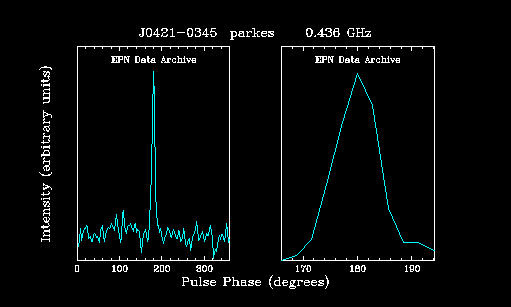 J0421-0345 parkes 0.436 GHz
EPN Data Archive EPN Data Archive
Intensity (arbitrary units)
0 100 200 300 170 180 190
Pulse Phase (degrees)